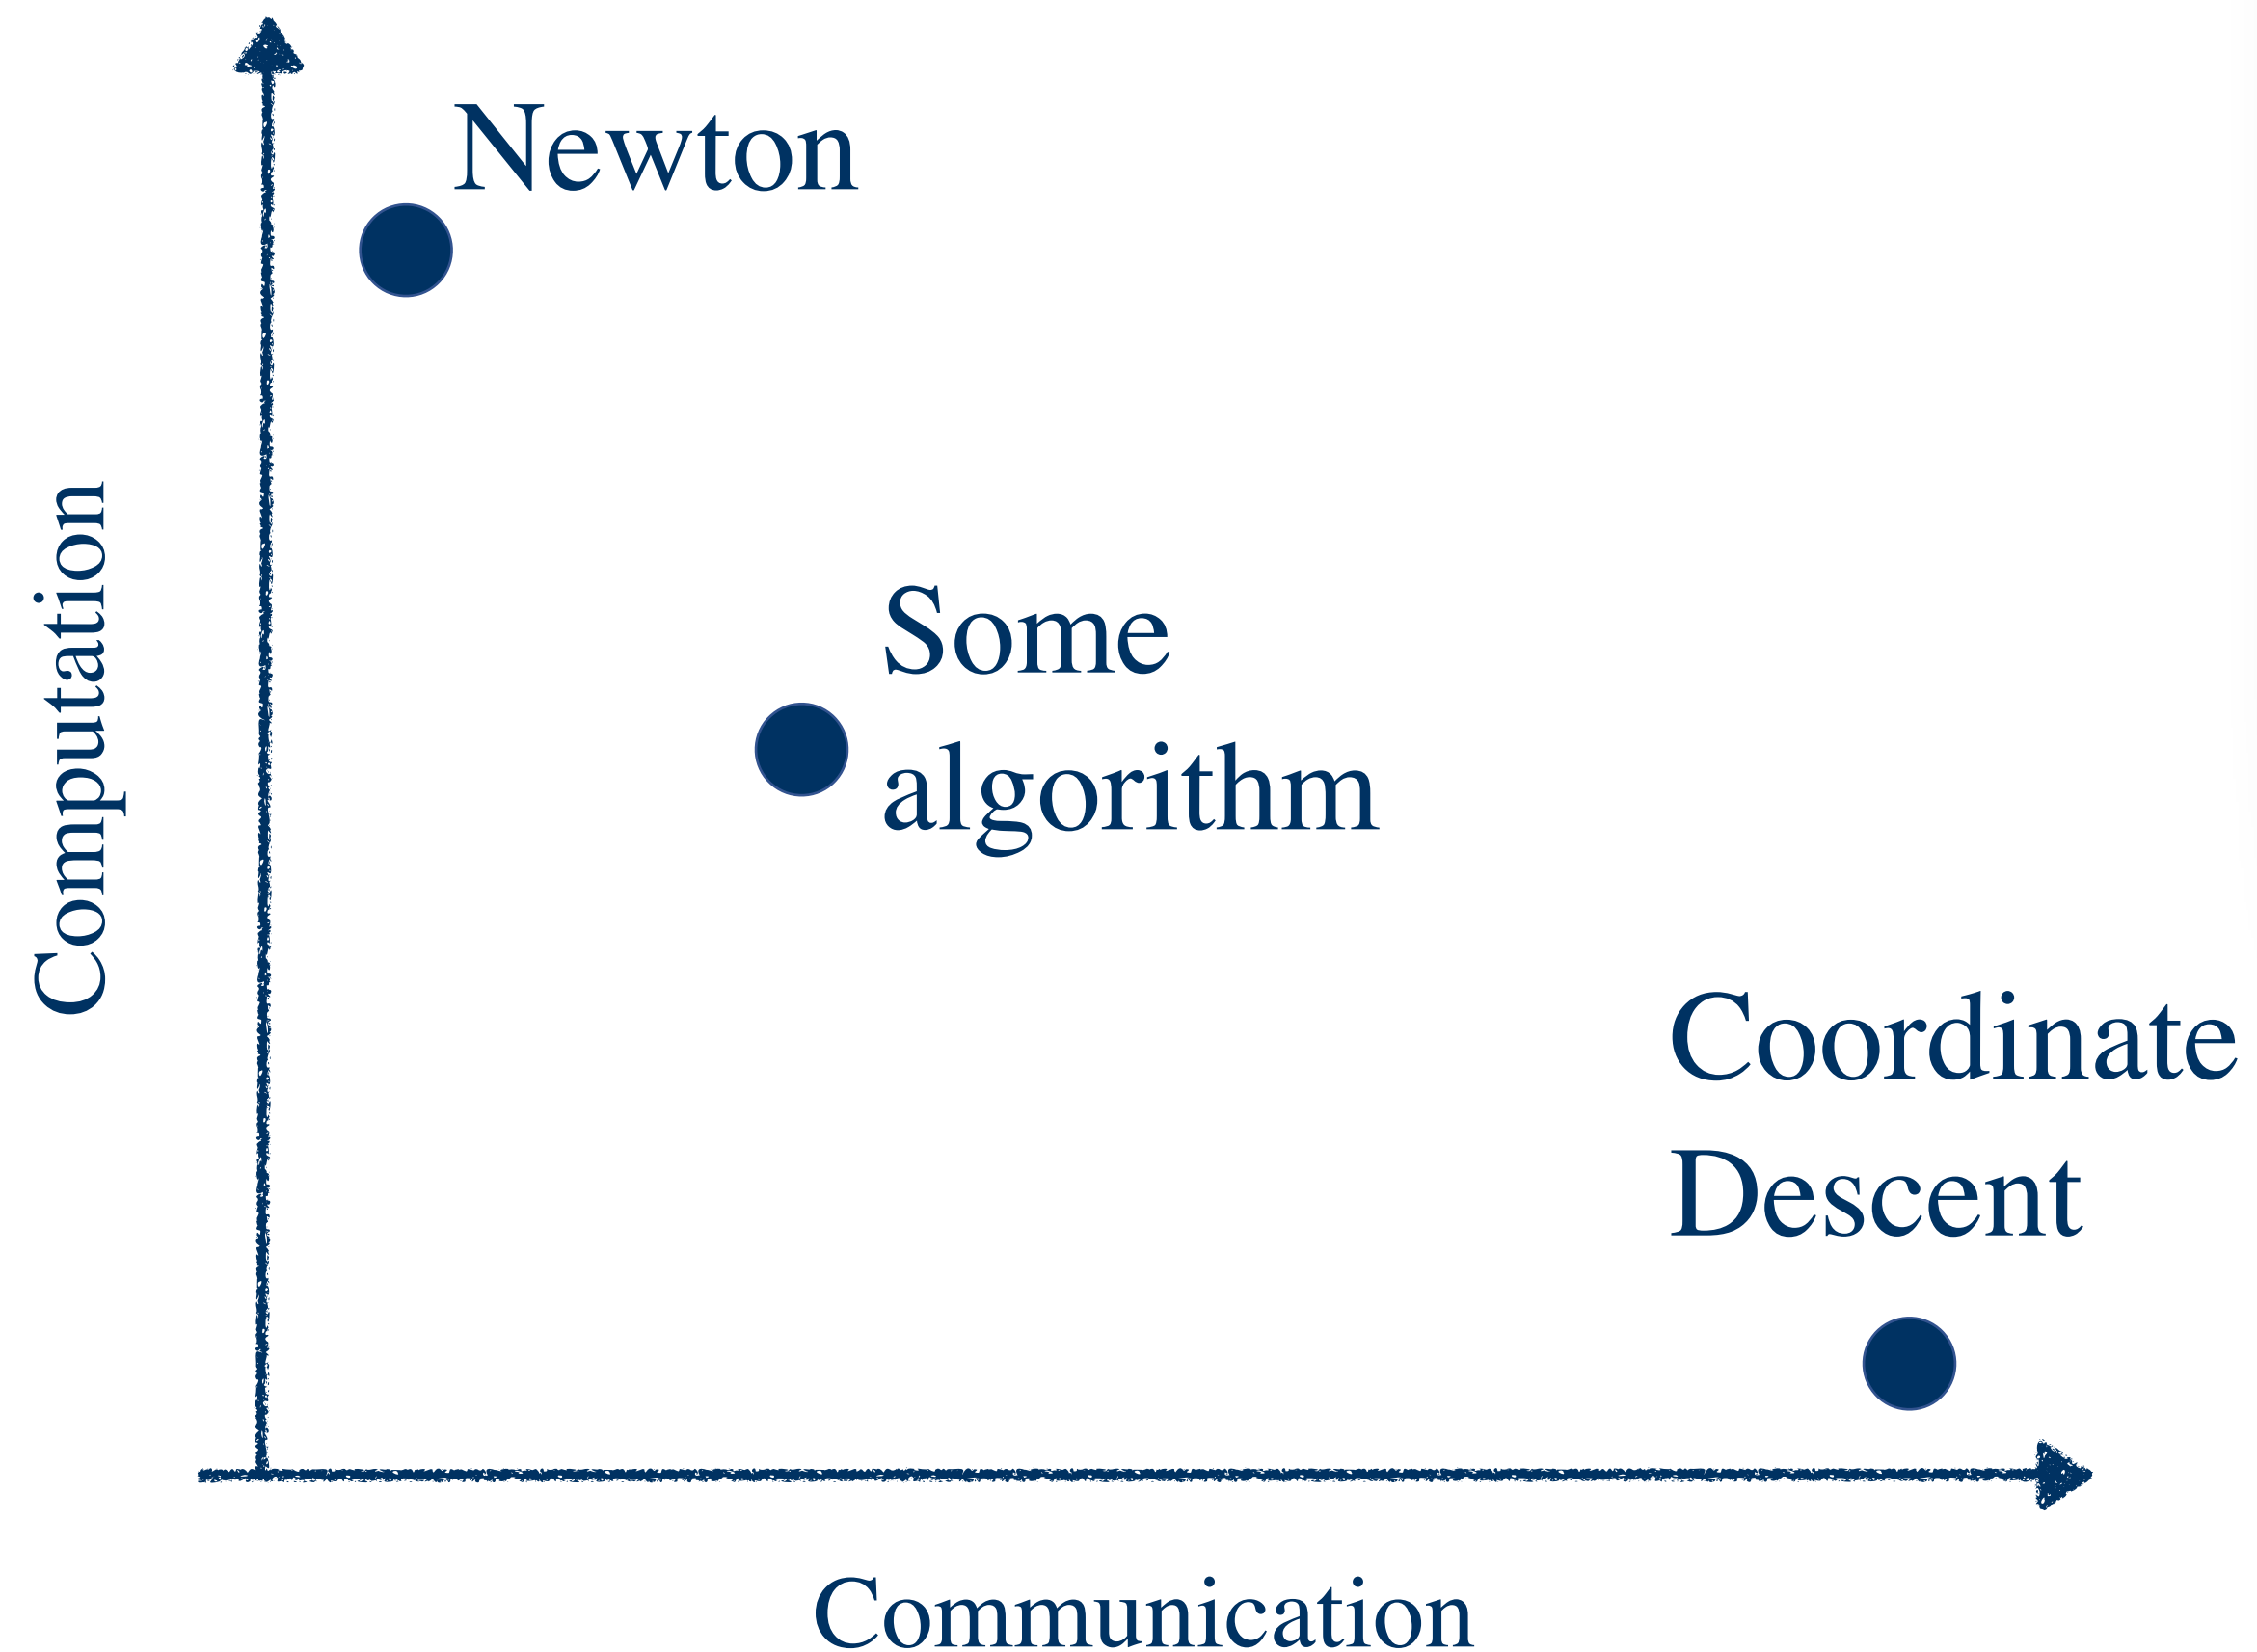 Newton
Computation
Some
algorithm
Coordinate
Descent
Communication